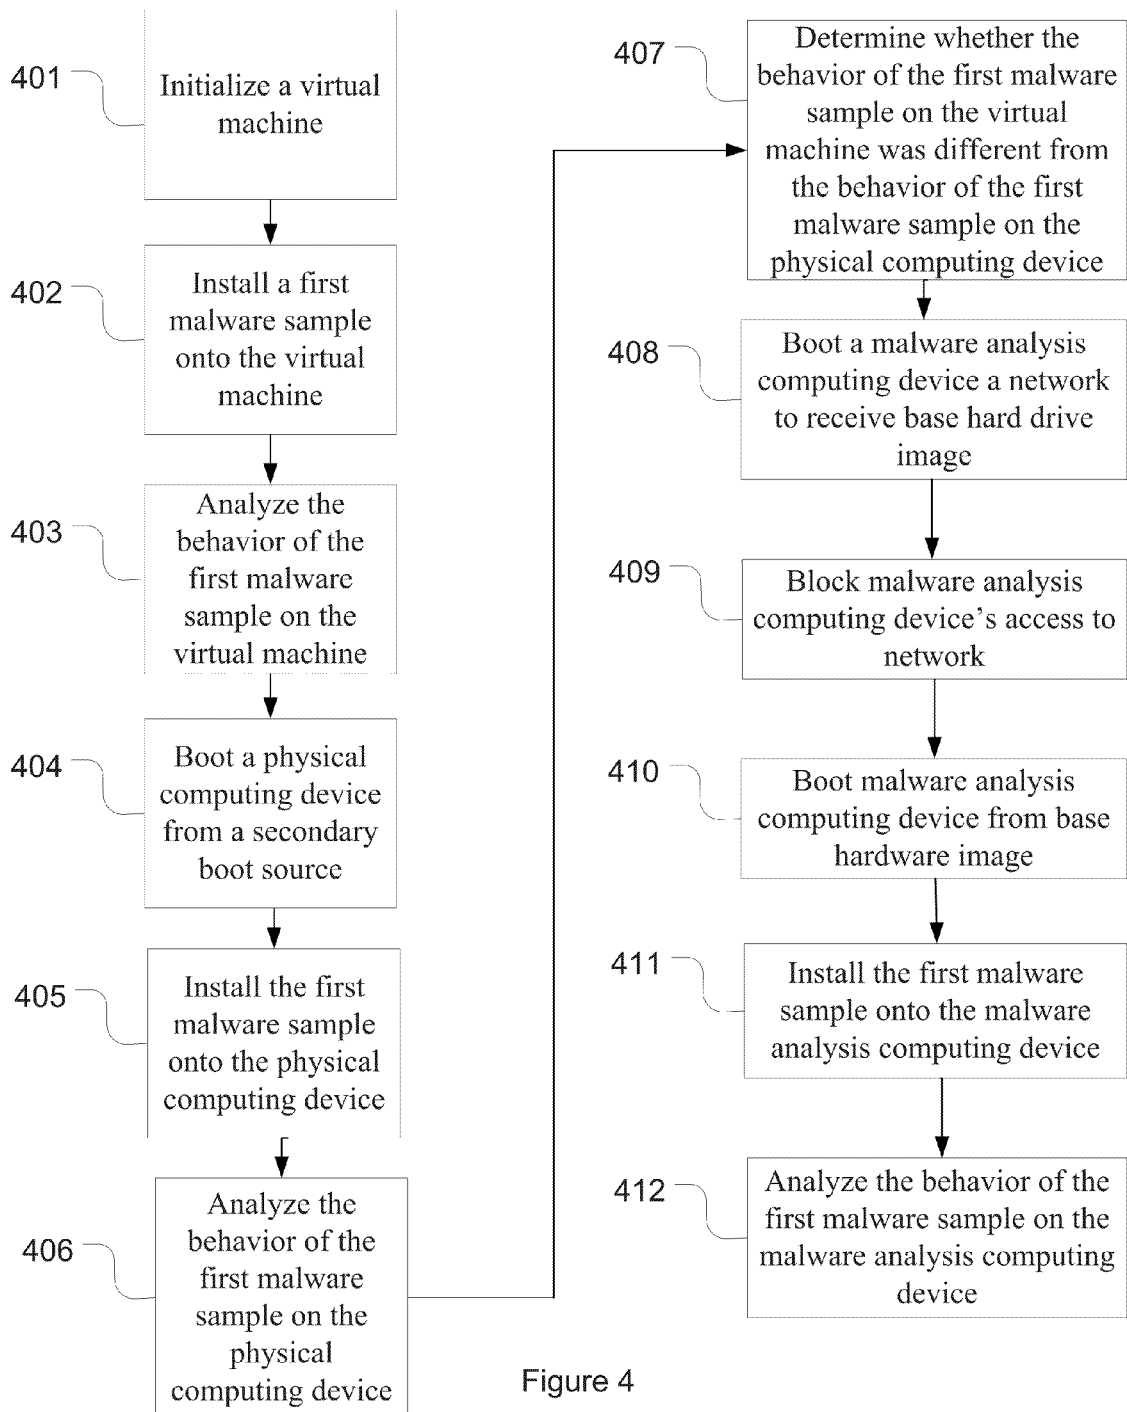 401
Initialize a virtual
machine
402
Install a first
malware sample
onto the virtual
machine
403
Analyze the
behavior of the
first malware
sample on the
virtual machine
404
Boot a physical
computing device
from a secondary
boot source
405
Install the first
malware sample
onto the physical
computing device
406
Analyze the
behavior of the
first malware
sample on the
physical
computing device
407
Determine whether the
behavior of the first malware
sample on the virtual
machine was different from
the behavior of the first
malware sample on the
physical computing device
408
Boot a malware analysis
computing device a network
to receive base hard drive
image
409
Block malware analysis
computing device's access to
network
410
Boot malware analysis
computing device from base
hardware image
411
Install the first malware
sample onto the malware
analysis computing device
412
Analyze the behavior of the
first malware sample on the
malware analysis computing
device
Figure 4